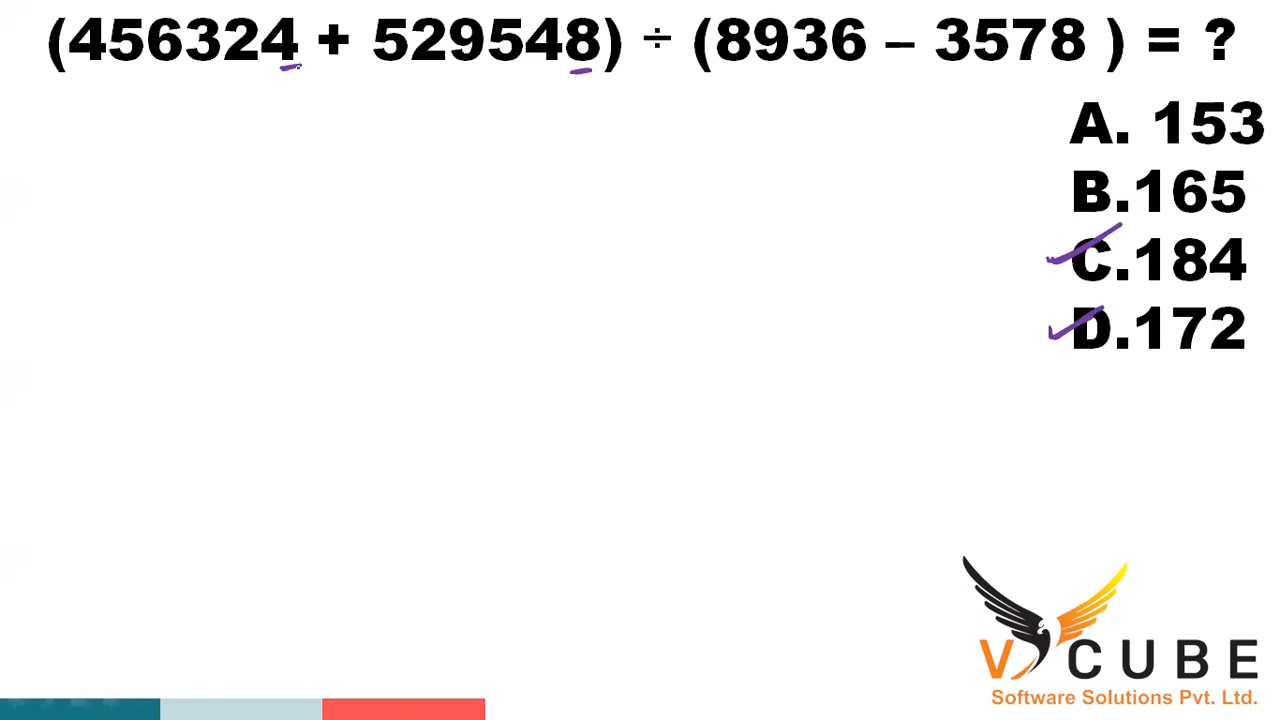 (456324 + 529548) ÷ (8936 – 3578 ) = ?
A. 153
B.165
C.184
D.172
V CUBE
Software Solutions Pvt. Ltd.